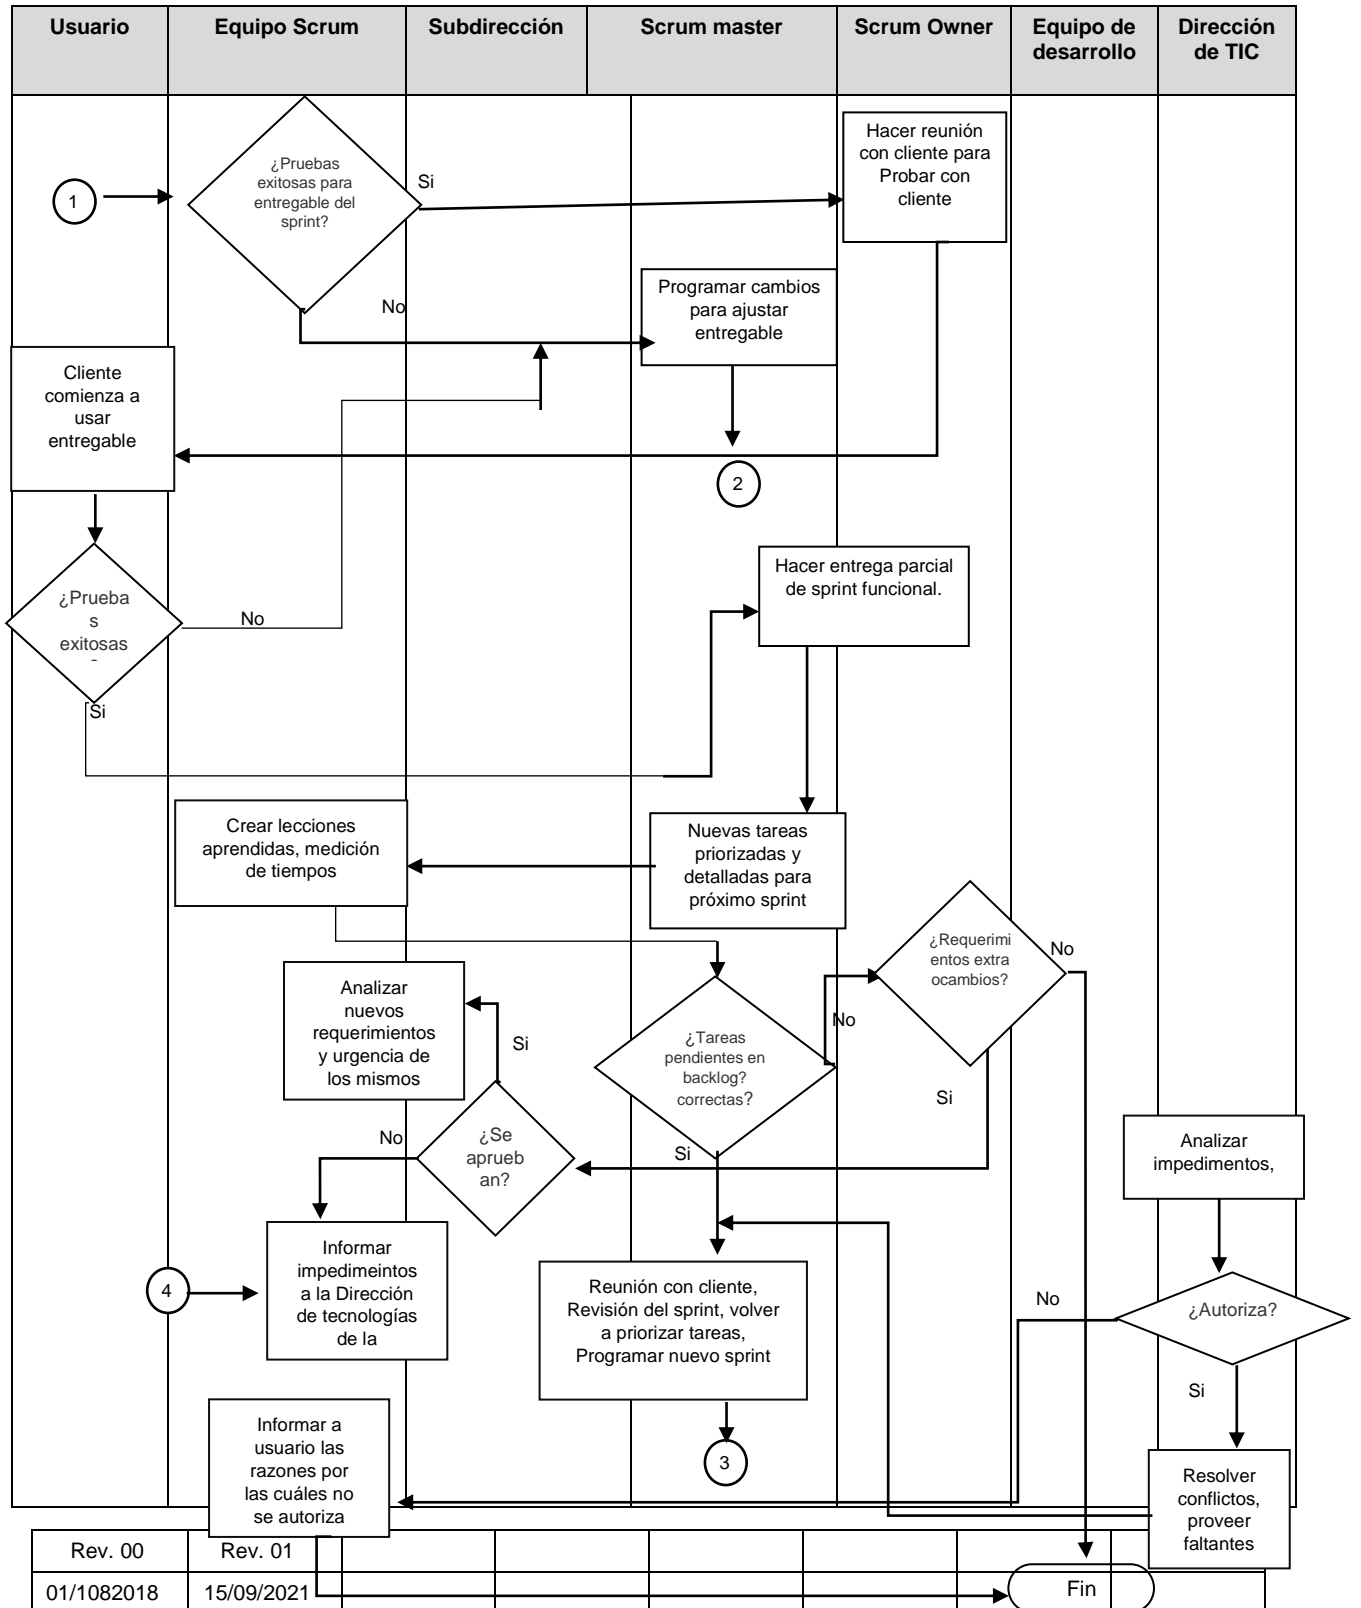 Usuario
Equipo Scrum
Subdirección
Scrum master
Scrum Owner
Equipo de
desarrollo
Dirección
de TIC
1
¿Pruebas
exitosas para
entregable del
sprint?
Si
Hacer reunión
con cliente para
Probar con
cliente
No
Programar cambios
para ajustar
entregable
Cliente
comienza a
usar
entregable
2
¿Prueba
s
exitosas
No
Si
Hacer entrega parcial
de sprint funcional.
Crear lecciones
aprendidas, medición
de tiempos
Nuevas tareas
priorizadas y
detalladas para
próximo sprint
¿Requerimi
entos extra
ocambios?
No
Si
Analizar
nuevos
requerimientos
y urgencia de
los mismos
Si
¿Tareas
pendientes en
backlog?
correctas?
No
Si
No
¿Se
aprueb
an?
Analizar
impedimentos,
4
Informar
impedimeintos
a la Dirección
de tecnologías
de la
Reunión con cliente,
Revisión del sprint, volver
a priorizar tareas,
Programar nuevo sprint
No
¿Autoriza?
Si
Informar a
usuario las
razones por
las cuáles no
se autoriza
3
Resolver
conflictos,
proveer
faltantes
Rev. 00
Rev. 01
01/1082018
15/09/2021
Fin